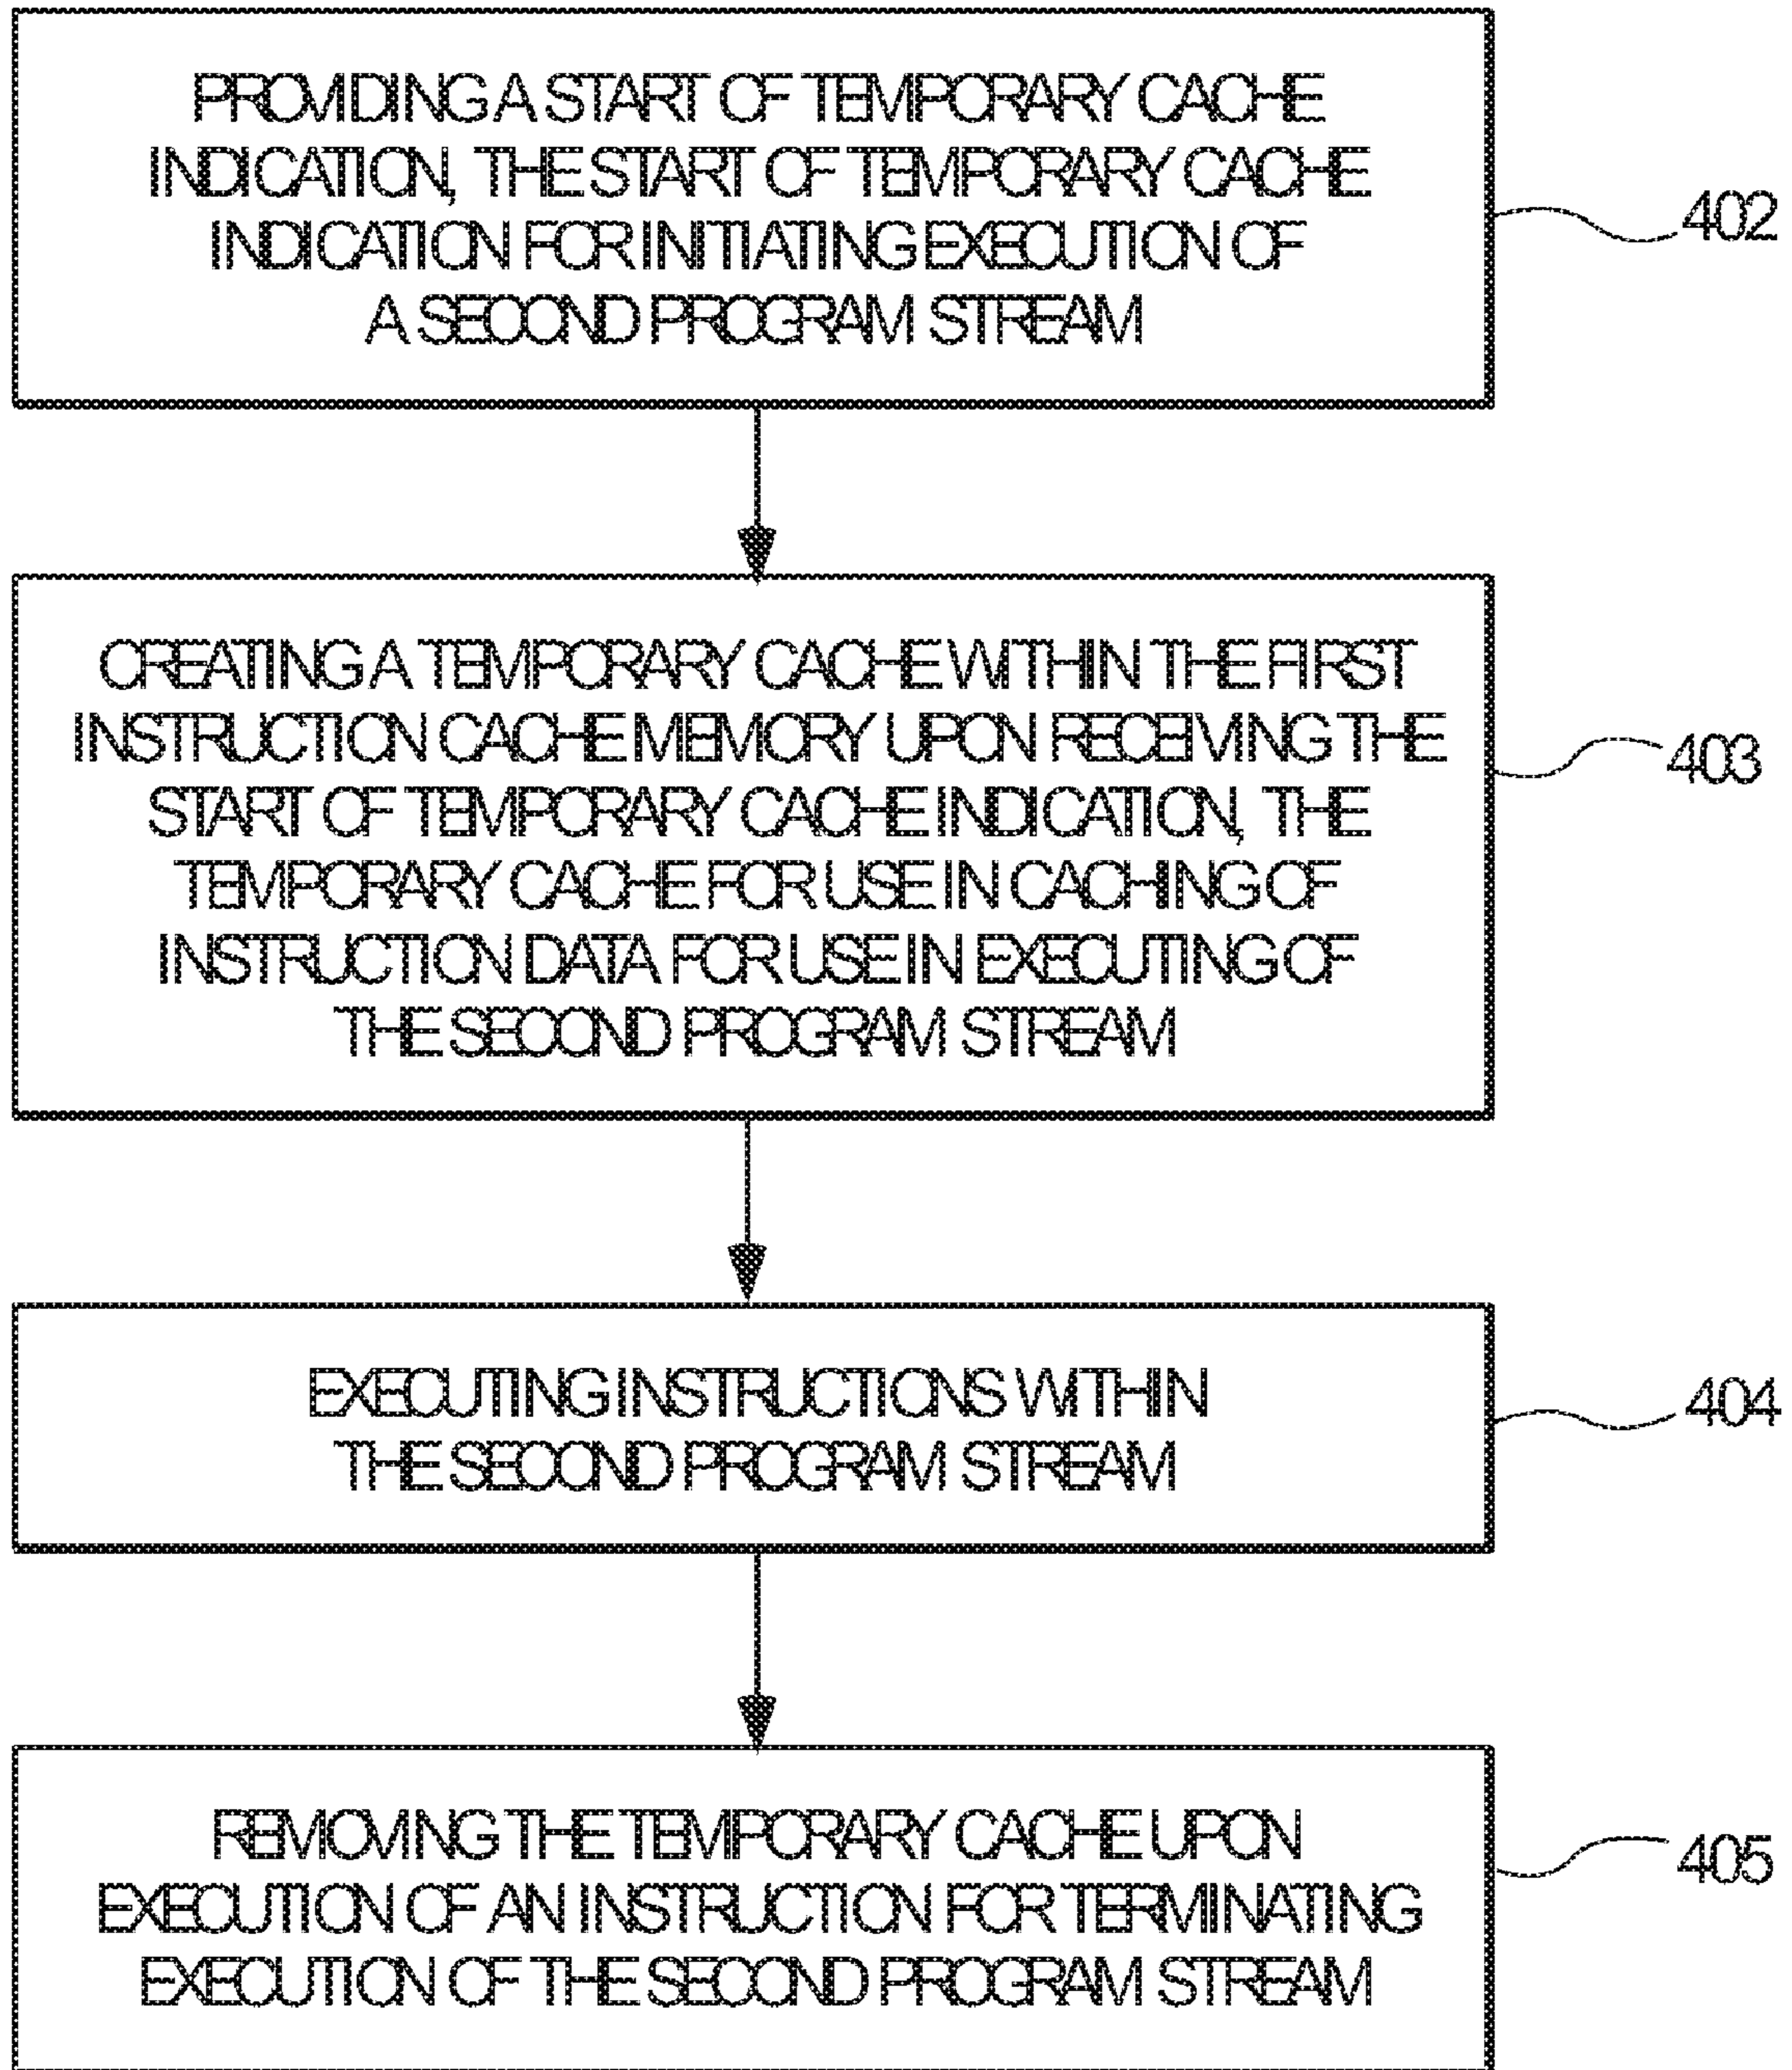 PROVIDING A START OF TEMPORARY CACHE
INDICATION, THE START OF TEMPORARY CACHE
INDICATION FOR INITIATING EXECUTION OF
A SECOND PROGRAM STREAM
402
CREATING A TEMPORARY CACHE WITHIN THE FIRST
INSTRUCTION CACHE MEMORY UPON RECEIVING THE
START OF TEMPORARY CACHE INDICATION, THE
TEMPORARY CACHE FOR USE IN CACHING OF
INSTRUCTION DATA FOR USE IN EXECUTING OF
THE SECOND PROGRAM STREAM
403
EXECUTING INSTRUCTIONS WITHIN
THE SECOND PROGRAM STREAM
404
REMOVING THE TEMPORARY CACHE UPON
EXECUTION OF AN INSTRUCTION FOR TERMINATING
EXECUTION OF THE SECOND PROGRAM STREAM
405